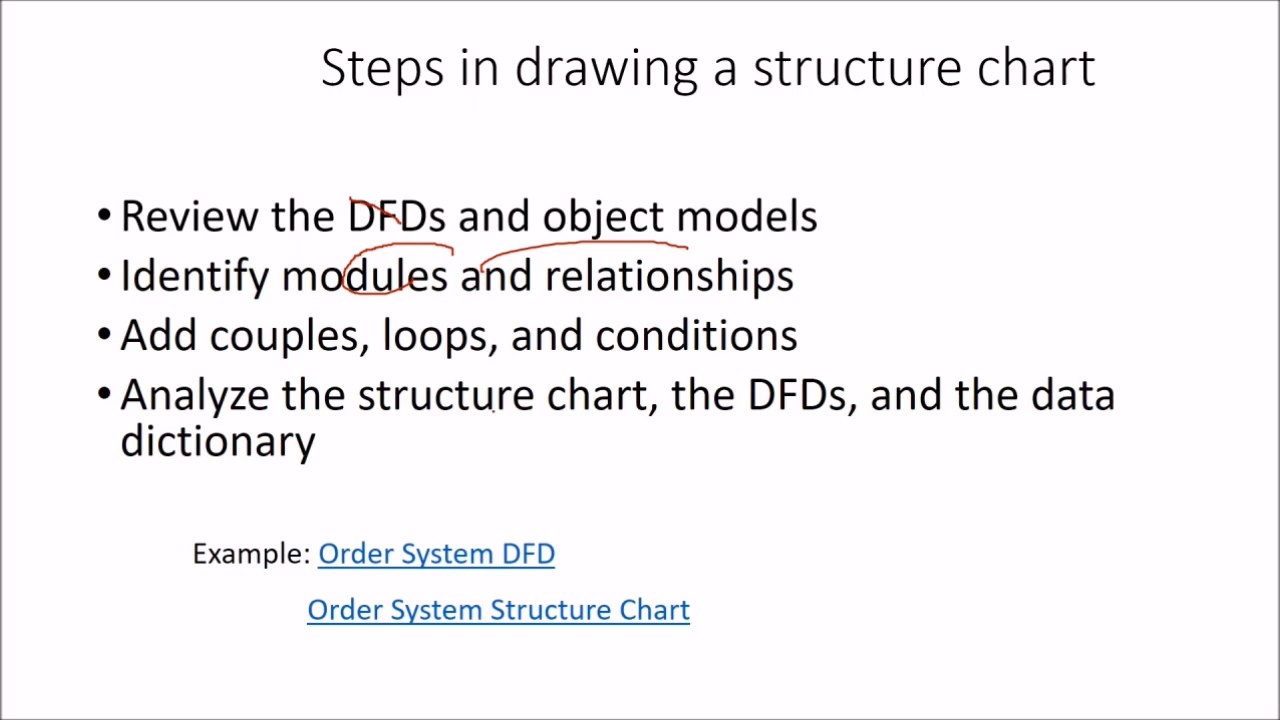 Steps in drawing a structure chart
• Review the DFDs and object models
• Identify modules and relationships
• Add couples, loops, and conditions
• Analyze the structure chart, the DFDs, and the data
dictionary
Example: Order System DFD
Order System Structure Chart